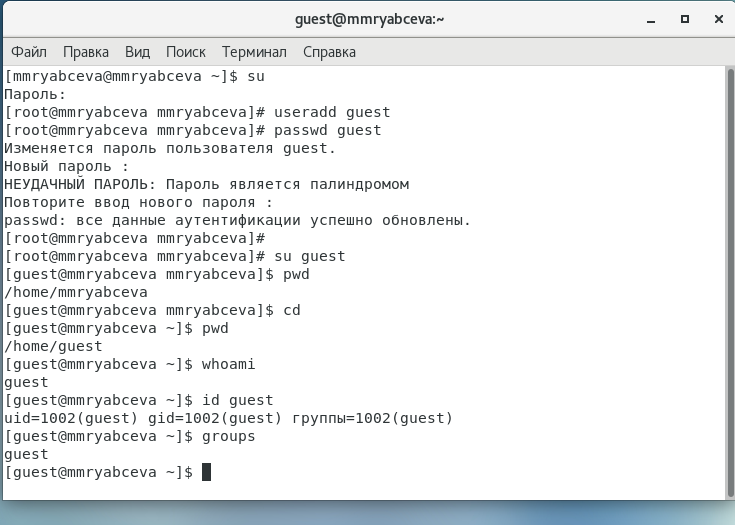 guest@mmryabceva:~
Файл Правка Вид Поиск Терминал Справка
[mmryabceva@mmryabceva ~]$ su
Пароль:
[root@mmryabceva mmryabceva]# useradd guest
[root@mmryabceva mmryabceva]# passwd guest
Изменяется пароль пользователя guest.
Новый пароль :
НЕУДАЧНЫЙ ПАРОЛЬ: Пароль является палиндромом
Повторите ввод нового пароля :
passwd: все данные аутентификации успешно обновлены.
[root@mmryabceva mmryabceva]#
[root@mmryabceva mmryabceva]# su guest
[guest@mmryabceva mmryabceva]$ pwd
/home/mmryabceva
[guest@mmryabceva mmryabceva]$ cd
[guest@mmryabceva ~]$ pwd
/home/guest
[guest@mmryabceva ~]$ whoami
guest
[guest@mmryabceva ~]$ id guest
uid=1002(guest) gid=1002(guest) группы=1002(guest)
[guest@mmryabceva ~]$ groups
guest
[guest@mmryabceva ~]$